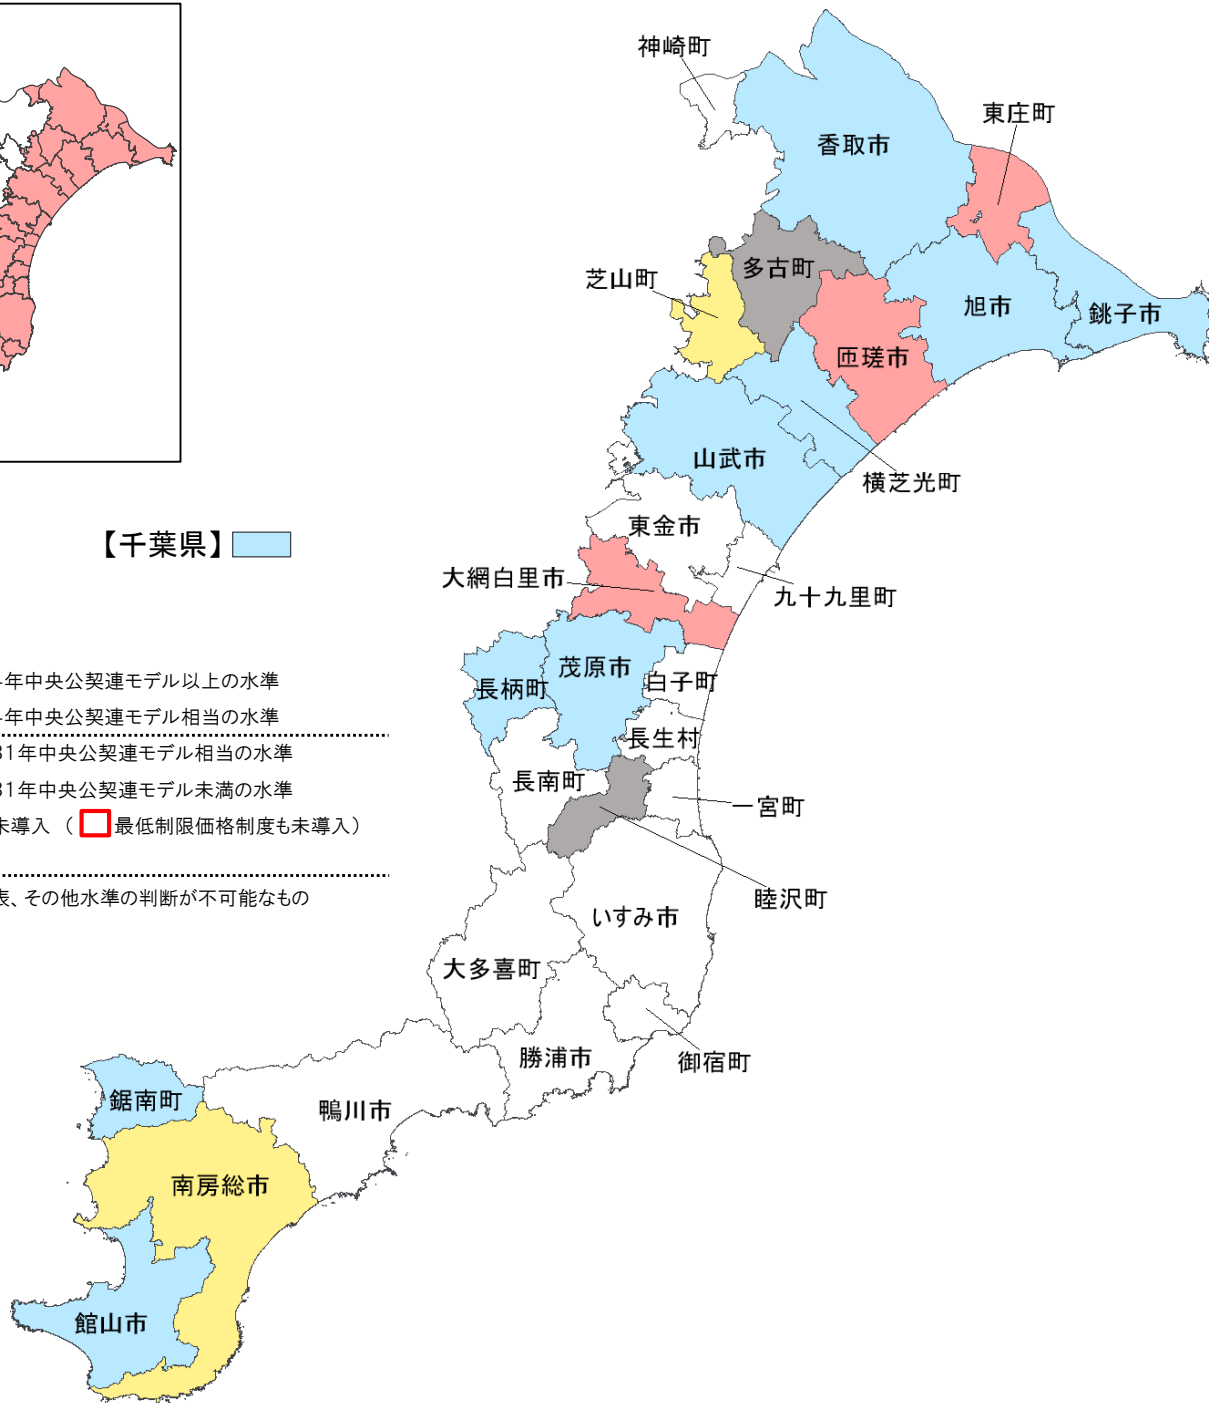 神崎町
東庄町
香取市
多古町
芝山町
旭市
銚子市
匝瑳市
山武市
横芝光町
東金市
【千葉県】
大網白里市
九十九里町
茂原市
白子町
長柄町
年中央公契連モデル以上の水準
年中央公契連モデル相当の水準
長生村
31年中央公契連モデル相当の水準
長南町
31年中央公契連モデル未満の水準
一宮町
未導入 ( 最低制限価格制度も未導入)
表、その他水準の判断が不可能なもの
睦沢町
いすみ市
大多喜町
勝浦市
御宿町
鋸南町
鴨川市
南房総市
館山市